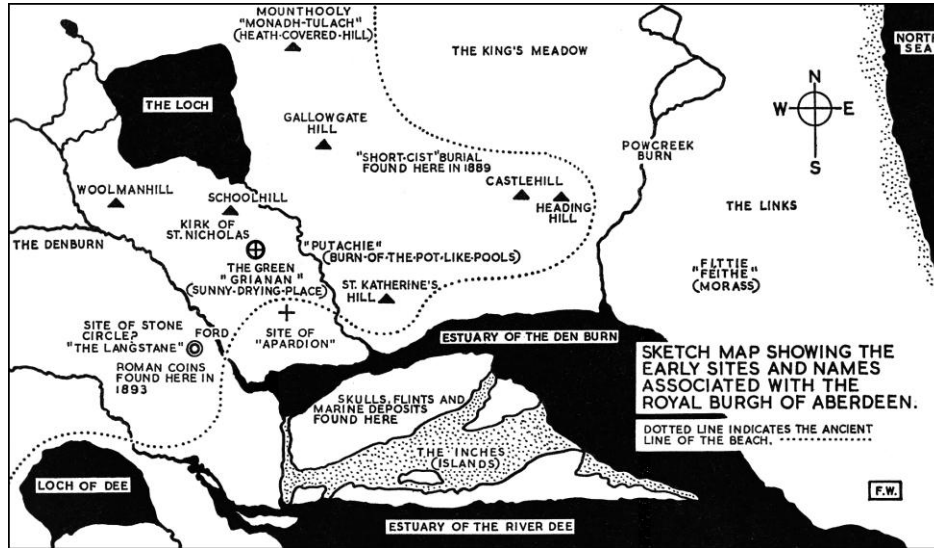 MOUNTHOOLY
"MONADH-TULACH"
(HEATH-COVERED-HILL)
THE KING'S MEADOW
NORTH
SEA
N
W
E
S
THE LOCH
GALLOWGATE
HILL
"SHORT-CIST" BURIAL
FOUND HERE IN 1889
POWCREEK
BURN
WOOLMANHILL
SCHOOLHILL
CASTLEHILL
HEADING
HILL
THE LINKS
KIRK OF
ST. NICHOLAS
THE DENBURN
"PUTACHIE"
(BURN-OF-THE-POT-LIKE-POOLS)
THE GREEN
"GRIANAN"
(SUNNY-DRYING-PLACE)
ST. KATHERINE'S
HILL
FITTIE
"FEITHE"
(MORASS)
SITE OF STONE
CIRCLE?
"THE LANGSTANE"
FORD
SITE OF
"APARDION"
ESTUARY OF THE DEN BURN
ROMAN COINS
FOUND HERE IN
1893
SKETCH MAP SHOWING THE
EARLY SITES AND NAMES
ASSOCIATED WITH THE
ROYAL BURGH OF ABERDEEN.
SKULLS, FLINTS AND
MARINE DEPOSITS
FOUND HERE
DOTTED LINE INDICATES THE ANCIENT
LINE OF THE BEACH. ................
THE INCHES
(ISLANDS)
LOCH OF DEE
F.W.
ESTUARY OF THE RIVER DEE